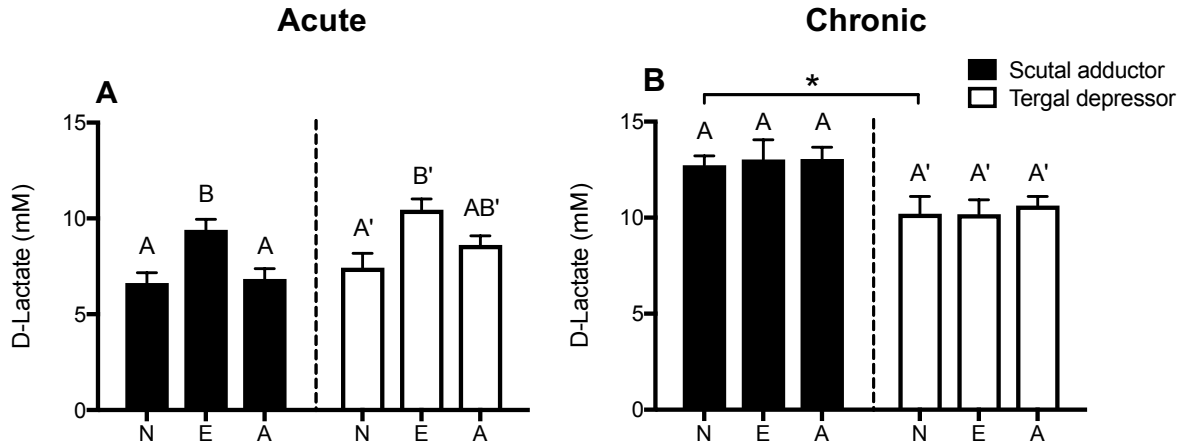 Acute
Chronic
Scutal adductor
Tergal depressor
A
15
10
5
0
D-Lactate (mM)
A
B
A
A'
B'
AB'
N
E
A
N
E
A
B
*
15
10
5
0
D-Lactate (mM)
A
A
A
A'
A'
A'
N
E
A
N
E
A